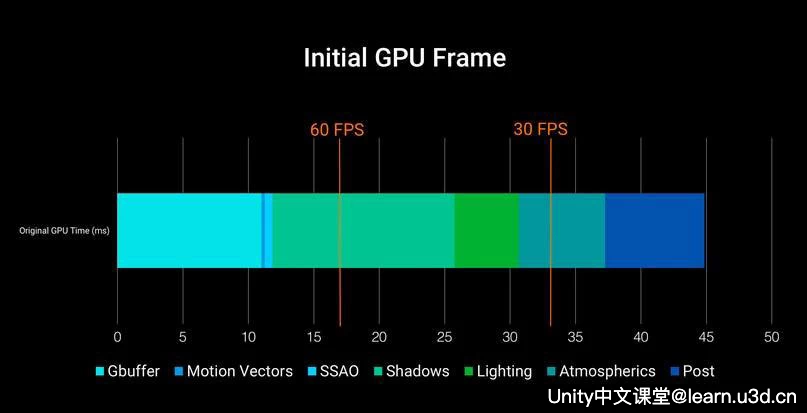 Initial GPU Frame
60 FPS 30 FPS
Original GPU Time (ms)
0 5 10 15 20 25 30 35 40 45 50
Gbuffer Motion Vectors SSAO Shadows Lighting Atmospherics Post
Unity中文课堂@learn.u3d.cn